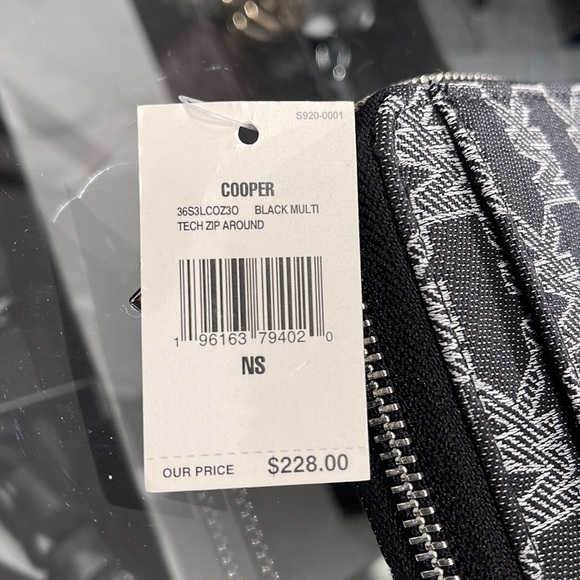 S920-0001
COOPER
36S3LCOZ3O BLACK MULTI
TECH ZIP AROUND
1 96163 79402 0
NS
OUR PRICE $228.00